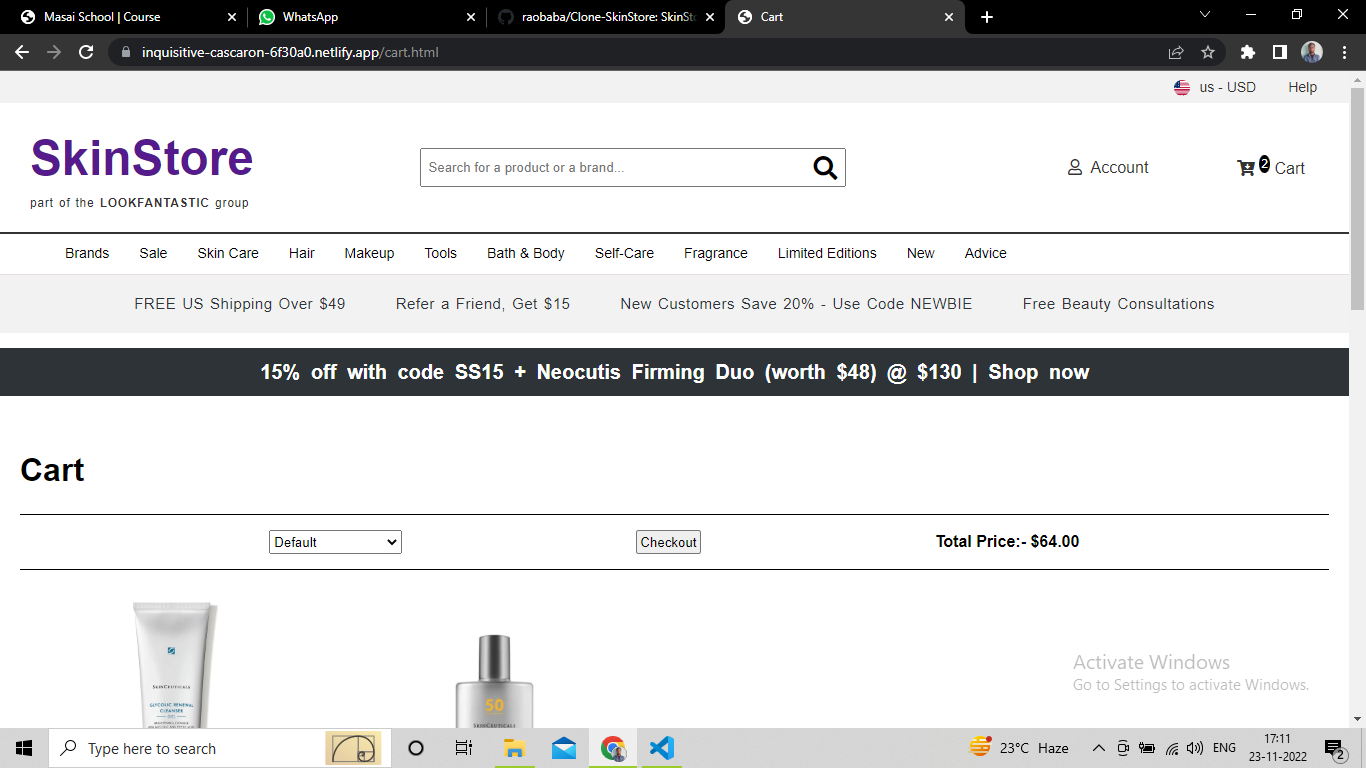 Masai School | Course
WhatsApp
raobaba/Clone-SkinStore: SkinSto
Cart
inquisitive-cascaron-6f30a0.netlify.app/cart.html
us - USD Help
SkinStore
part of the LOOKFANTASTIC group
Search for a product or a brand...
Account
2 Cart
Brands Sale Skin Care Hair Makeup Tools Bath & Body Self-Care Fragrance Limited Editions New Advice
FREE US Shipping Over $49 Refer a Friend, Get $15 New Customers Save 20% - Use Code NEWBIE Free Beauty Consultations
15% off with code SS15 + Neocutis Firming Duo (worth $48) @ $130 | Shop now
Cart
Default Checkout Total Price:- $64.00
SKINCEUTICALS
GLYCOLIC RENEWAL
CLEANSER
GEL
50
SKINCEUTICALS
Activate Windows
Go to Settings to activate Windows.
Type here to search
23°C Haze
ENG
17:11
23-11-2022
2